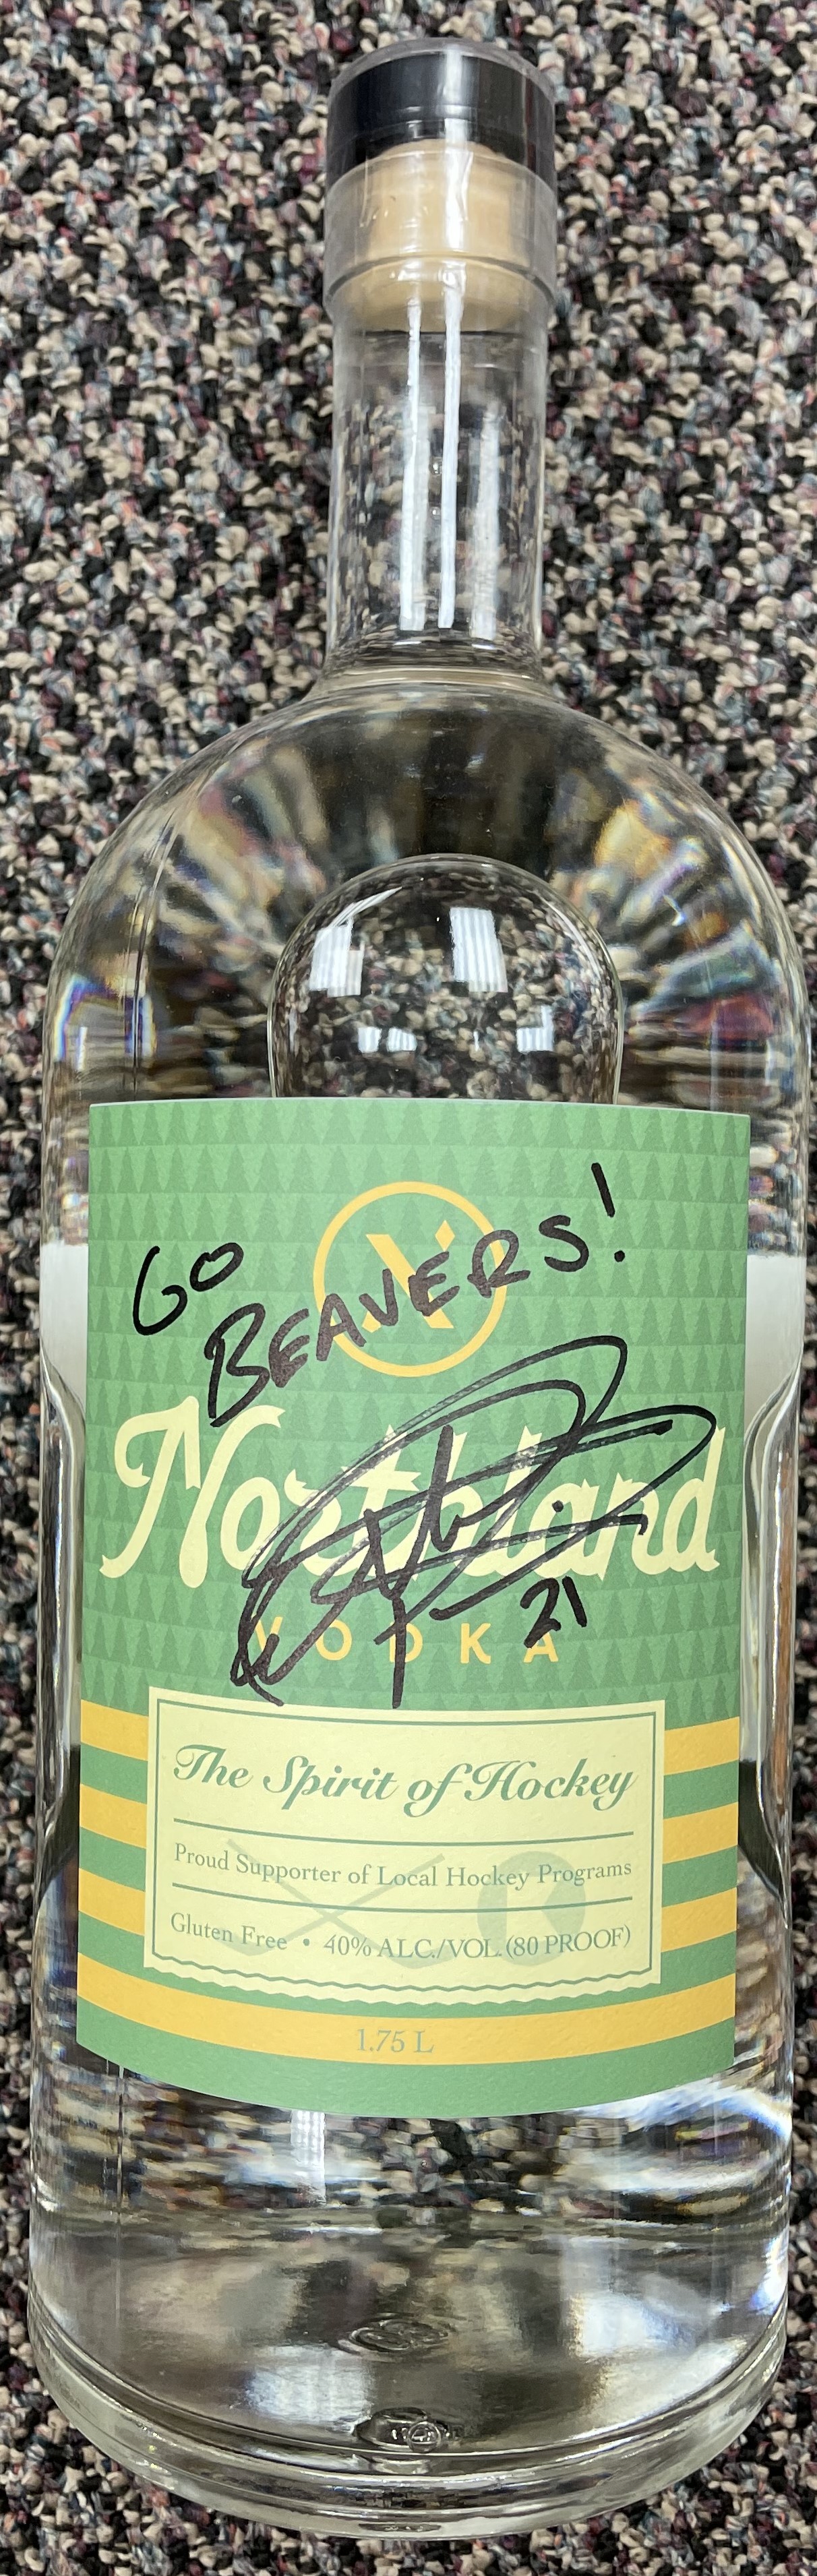 GO
BEAVERS!
N
Northland
21
VODKA
The Spirit of Hockey
Proud Supporter of Local Hockey Programs
Gluten Free • 40% ALC./VOL. (80 PROOF)
1.75 L